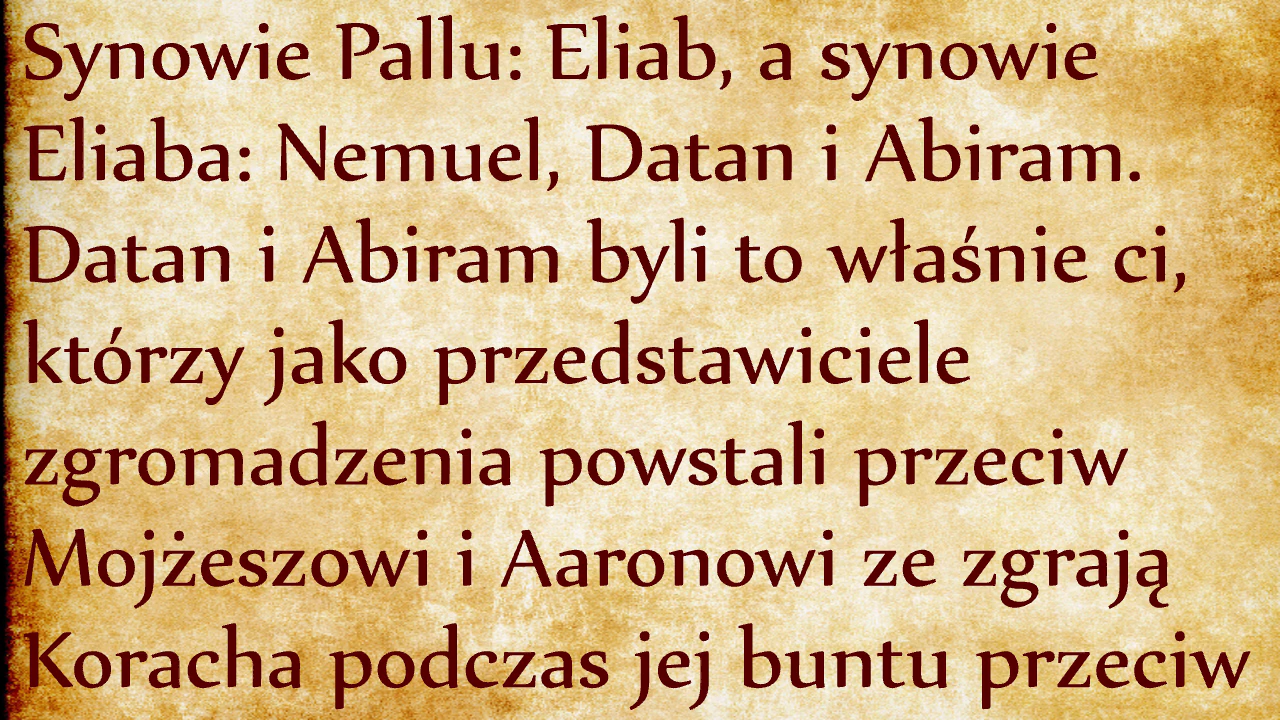 Synowie Pallu: Eliab, a synowie
Eliaba: Nemuel, Datan i Abiram.
Datan i Abiram byli to właśnie ci,
którzy jako przedstawiciele
zgromadzenia powstali przeciw
Mojżeszowi i Aaronowi ze zgrają
Koracha podczas jej buntu przeciw